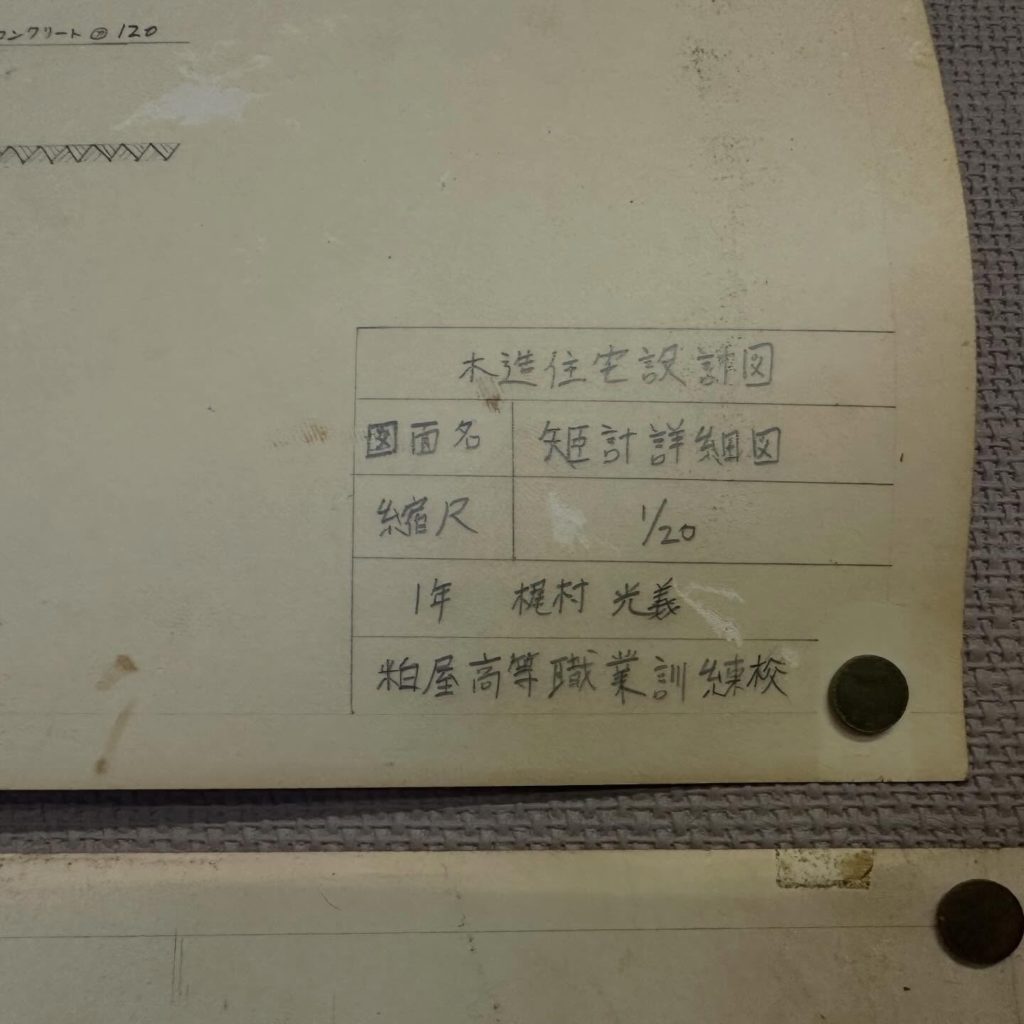 ンクリート ㋐ 120
木造住宅設計図
図面名 矩計詳細図
縮尺 1/20
1年 梶村 光義
粕屋高等職業訓練校